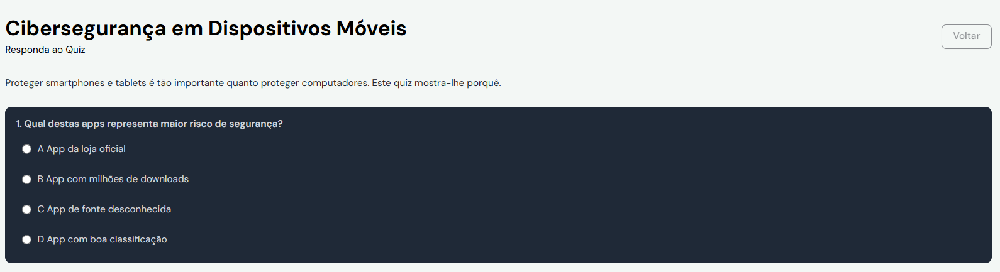 Cibersegurança em Dispositivos Móveis
Voltar
Responda ao Quiz
Proteger smartphones e tablets é tão importante quanto proteger computadores. Este quiz mostra-lhe porquê.
1. Qual destas apps representa maior risco de segurança?
A App da loja oficial
B App com milhões de downloads
C App de fonte desconhecida
D App com boa classificação